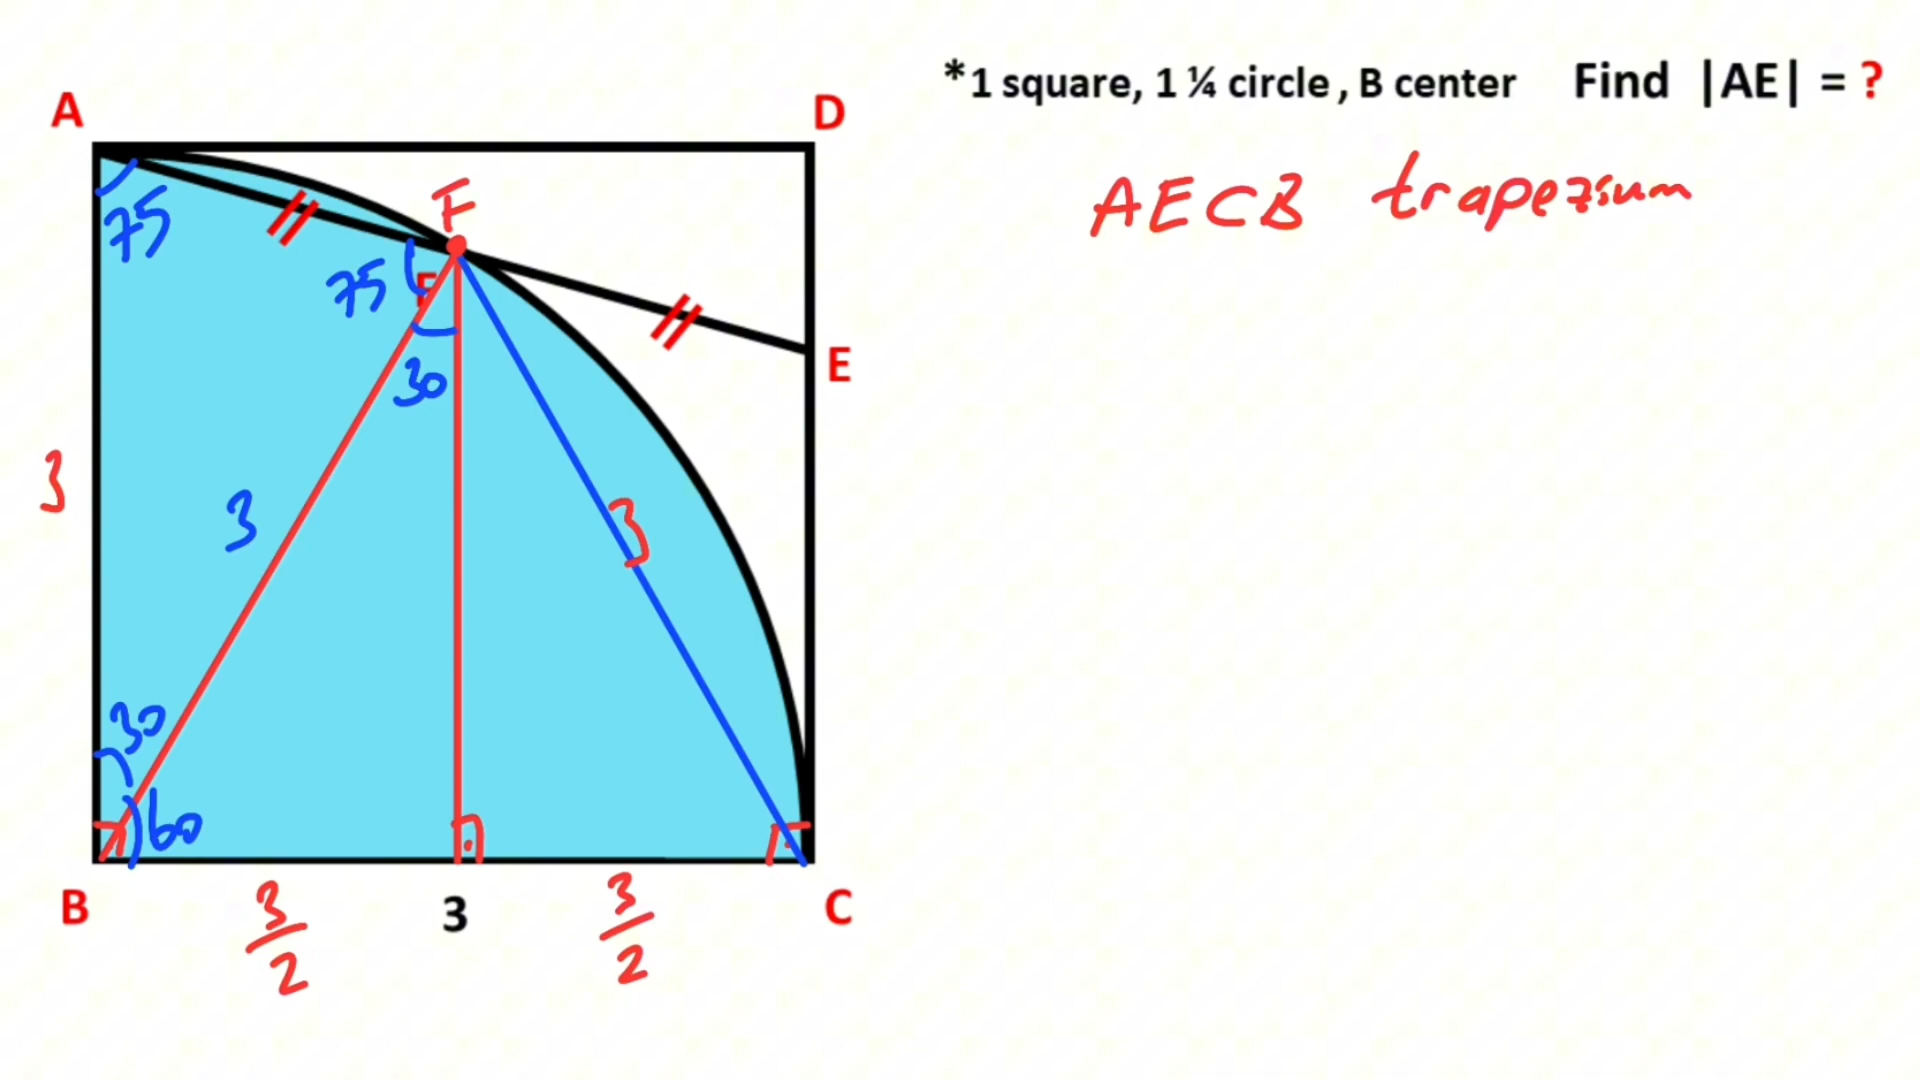 *1 square, 1 ¼ circle , B center Find |AE| = ?
A
D
AECB trapezium
F
75
75
F
E
30
3
3
3
30
60
B
3/2
3
3/2
C